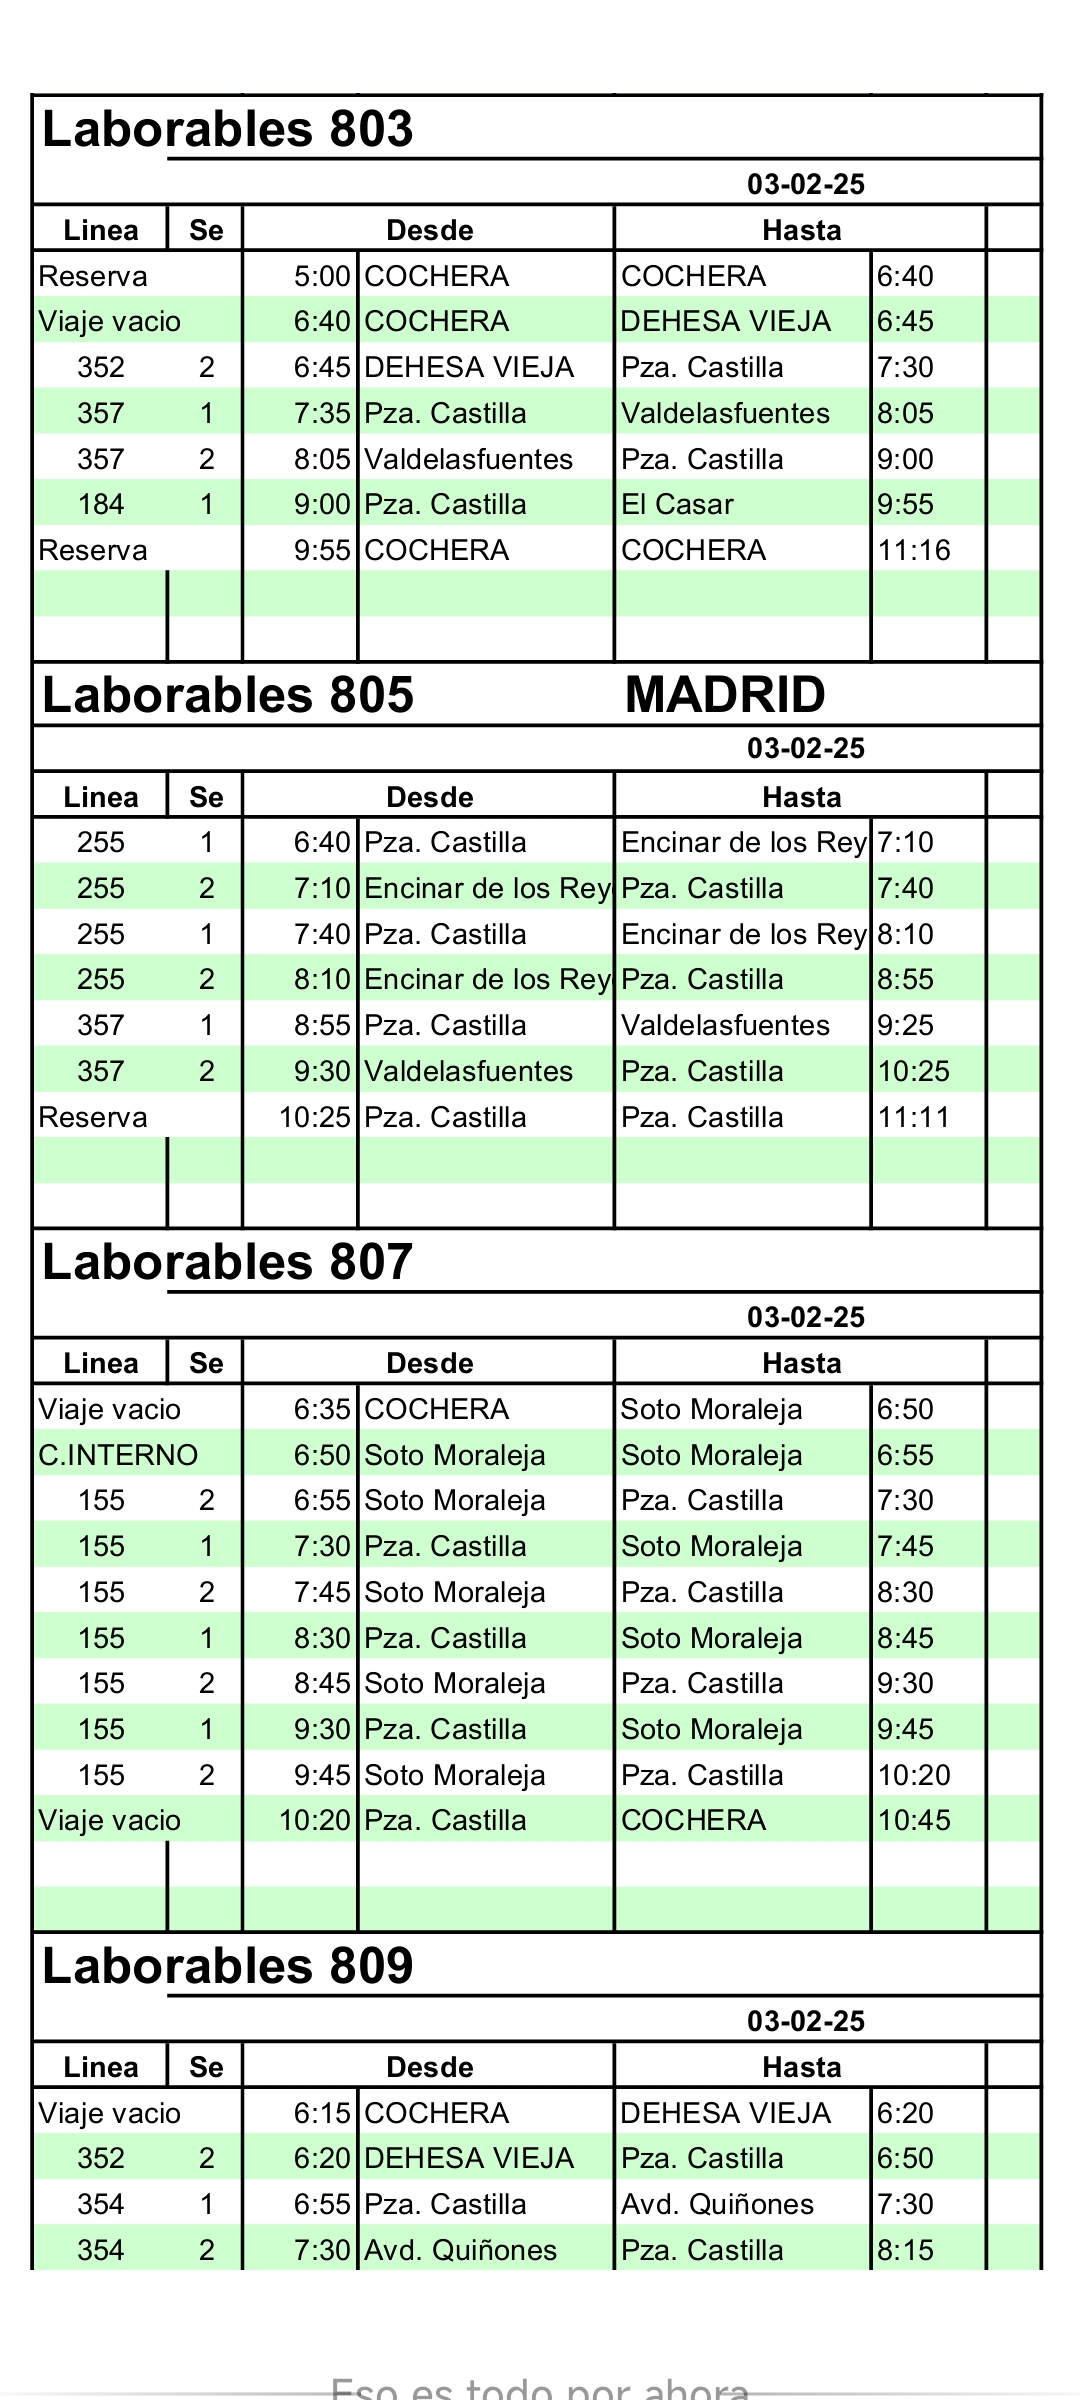 Laborables 803
03-02-25
Linea Se Desde Hasta
Reserva 5:00 COCHERA COCHERA 6:40
Viaje vacio 6:40 COCHERA DEHESA VIEJA 6:45
352 2 6:45 DEHESA VIEJA Pza. Castilla 7:30
357 1 7:35 Pza. Castilla Valdelasfuentes 8:05
357 2 8:05 Valdelasfuentes Pza. Castilla 9:00
184 1 9:00 Pza. Castilla El Casar 9:55
Reserva 9:55 COCHERA COCHERA 11:16
Laborables 805 MADRID
03-02-25
Linea Se Desde Hasta
255 1 6:40 Pza. Castilla Encinar de los Rey 7:10
255 2 7:10 Encinar de los Rey Pza. Castilla 7:40
255 1 7:40 Pza. Castilla Encinar de los Rey 8:10
255 2 8:10 Encinar de los Rey Pza. Castilla 8:55
357 1 8:55 Pza. Castilla Valdelasfuentes 9:25
357 2 9:30 Valdelasfuentes Pza. Castilla 10:25
Reserva 10:25 Pza. Castilla Pza. Castilla 11:11
Laborables 807
03-02-25
Linea Se Desde Hasta
Viaje vacio 6:35 COCHERA Soto Moraleja 6:50
C.INTERNO 6:50 Soto Moraleja Soto Moraleja 6:55
155 2 6:55 Soto Moraleja Pza. Castilla 7:30
155 1 7:30 Pza. Castilla Soto Moraleja 7:45
155 2 7:45 Soto Moraleja Pza. Castilla 8:30
155 1 8:30 Pza. Castilla Soto Moraleja 8:45
155 2 8:45 Soto Moraleja Pza. Castilla 9:30
155 1 9:30 Pza. Castilla Soto Moraleja 9:45
155 2 9:45 Soto Moraleja Pza. Castilla 10:20
Viaje vacio 10:20 Pza. Castilla COCHERA 10:45
Laborables 809
03-02-25
Linea Se Desde Hasta
Viaje vacio 6:15 COCHERA DEHESA VIEJA 6:20
352 2 6:20 DEHESA VIEJA Pza. Castilla 6:50
354 1 6:55 Pza. Castilla Avd. Quiñones 7:30
354 2 7:30 Avd. Quiñones Pza. Castilla 8:15
Eso es todo por ahora